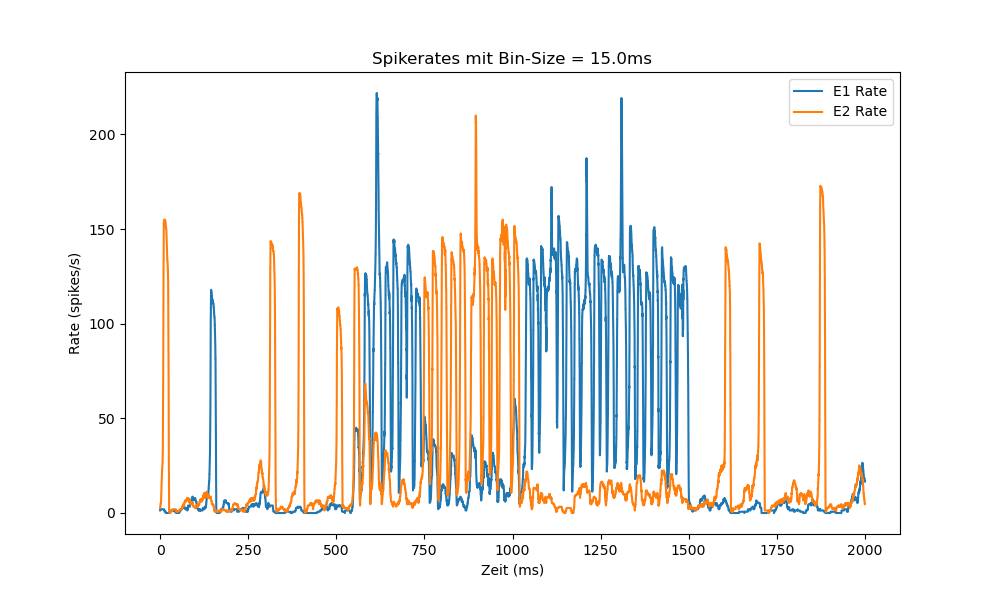 Spikerates mit Bin-Size = 15.0ms
E1 Rate
E2 Rate
200
150
100
50
0
Rate (spikes/s)
0 250 500 750 1000 1250 1500 1750 2000
Zeit (ms)